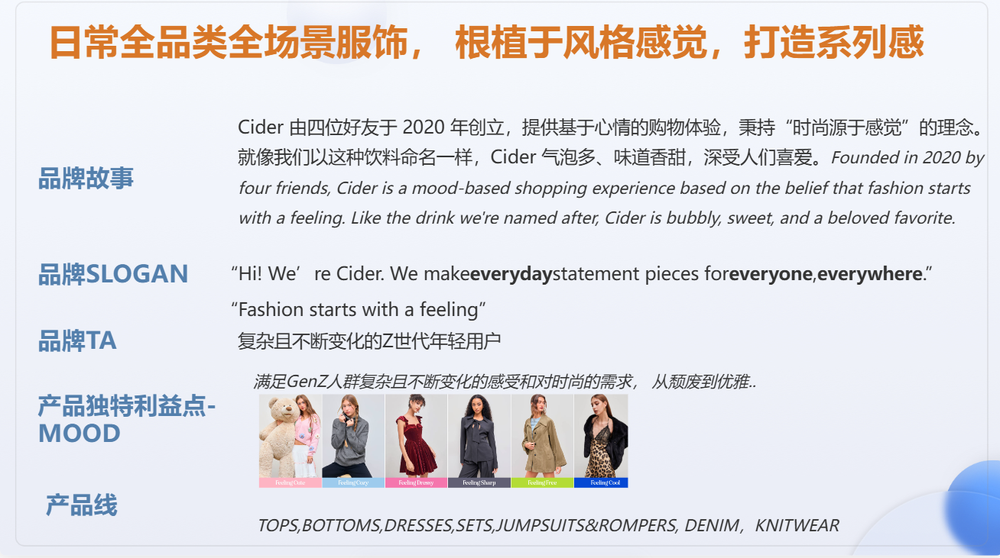 日常全品类全场景服饰， 根植于风格感觉，打造系列感
品牌故事
Cider 由四位好友于 2020 年创立，提供基于心情的购物体验，秉持“时尚源于感觉”的理念。
就像我们以这种饮料命名一样，Cider 气泡多、味道香甜，深受人们喜爱。Founded in 2020 by
four friends, Cider is a mood-based shopping experience based on the belief that fashion starts
with a feeling. Like the drink we're named after, Cider is bubbly, sweet, and a beloved favorite.
品牌SLOGAN
“Hi! We’re Cider. We makeeverydaystatement pieces foreveryone,everywhere.”
“Fashion starts with a feeling”
品牌TA
复杂且不断变化的Z世代年轻用户
产品独特利益点-
MOOD
满足GenZ人群复杂且不断变化的感受和对时尚的需求， 从颓废到优雅..
Feeling Cute
Feeling Cozy
Feeling Dressy
Feeling Sharp
Feeling Free
Feeling Cool
产品线
TOPS,BOTTOMS,DRESSES,SETS,JUMPSUITS&ROMPERS, DENIM，KNITWEAR